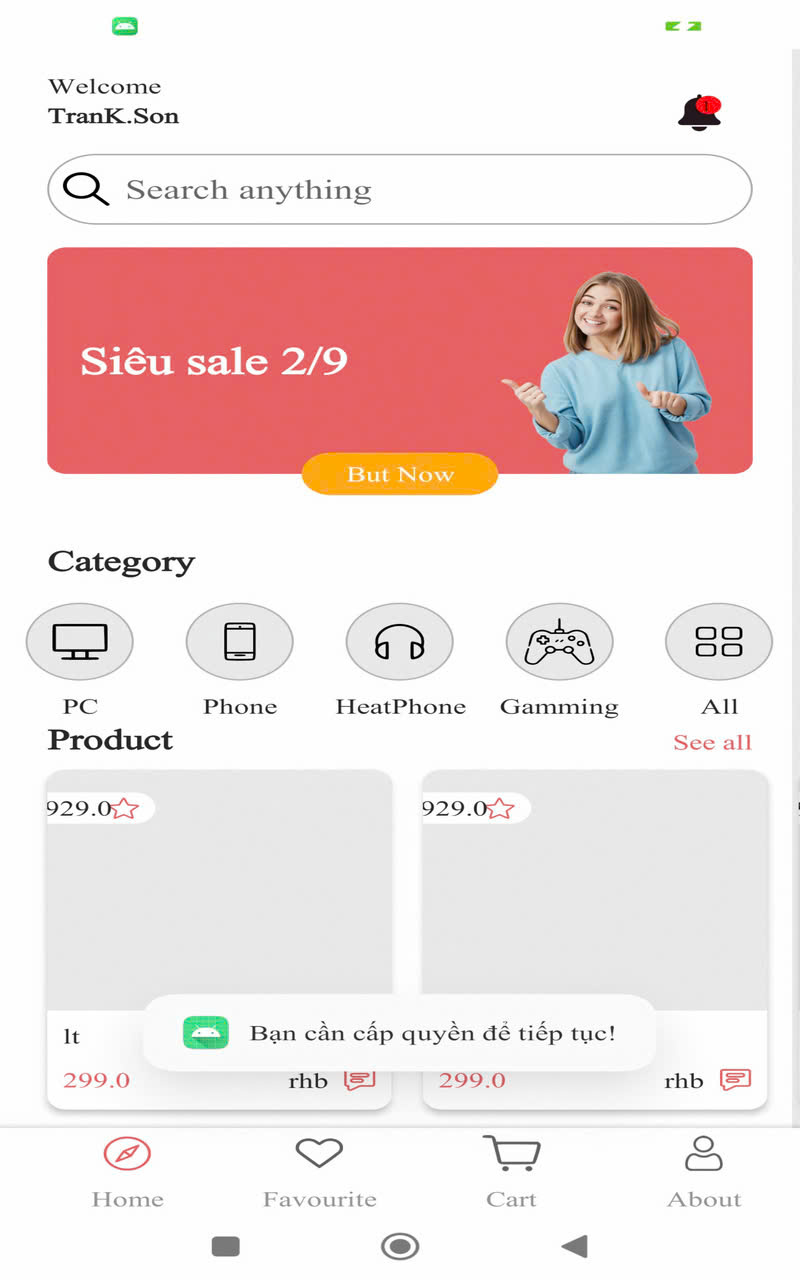 Welcome
TranK.Son
1
Search anything
Siêu sale 2/9
But Now
Category
PC
Phone
HeatPhone
Gamming
All
Product
See all
929.0
929.0
Bạn cần cấp quyền để tiếp tục!
lt
299.0
rhb
299.0
rhb
Home
Favourite
Cart
About